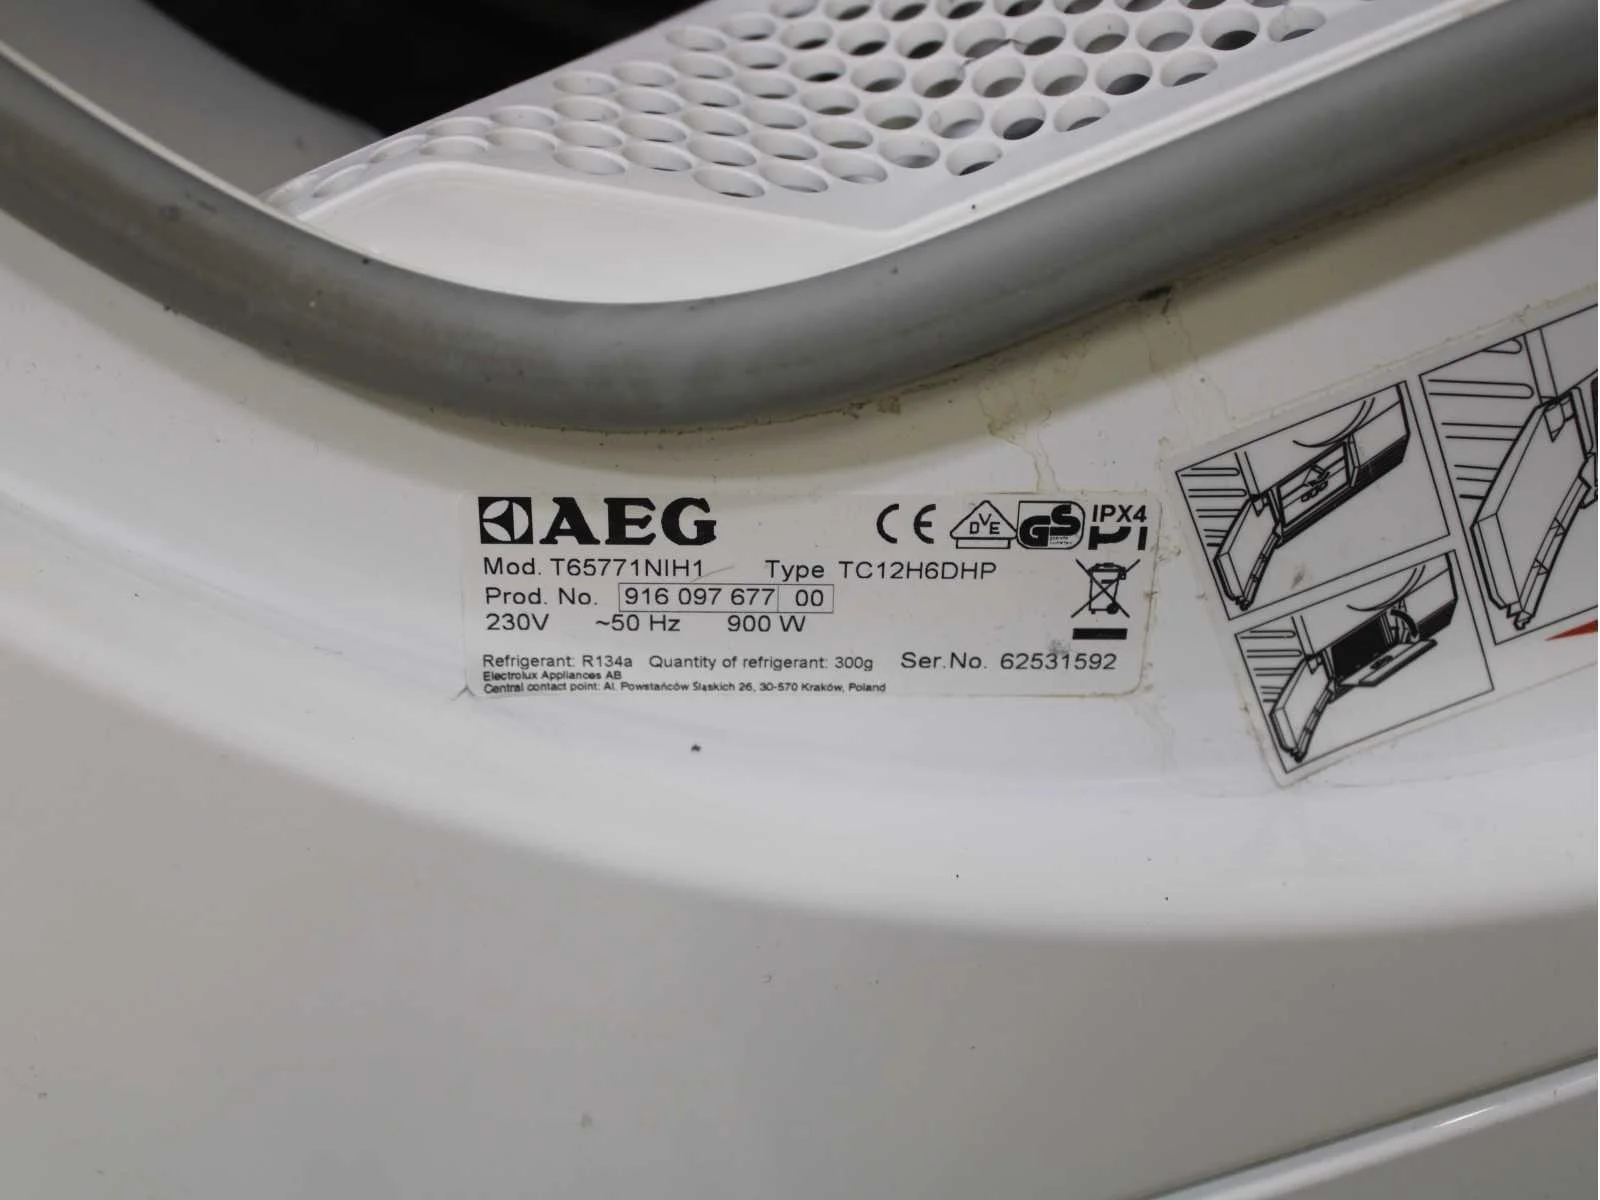 AEG
CE DVE GS IPX4
Mod. T65771NIH1 Type TC12H6DHP
Prod. No. 916 097 677 00
230V ~50 Hz 900 W
Refrigerant: R134a Quantity of refrigerant: 300g Ser.No. 62531592
Electrolux Appliances AB
Central contact point: Al. Powstańców Śląskich 26, 30-570 Kraków, Poland